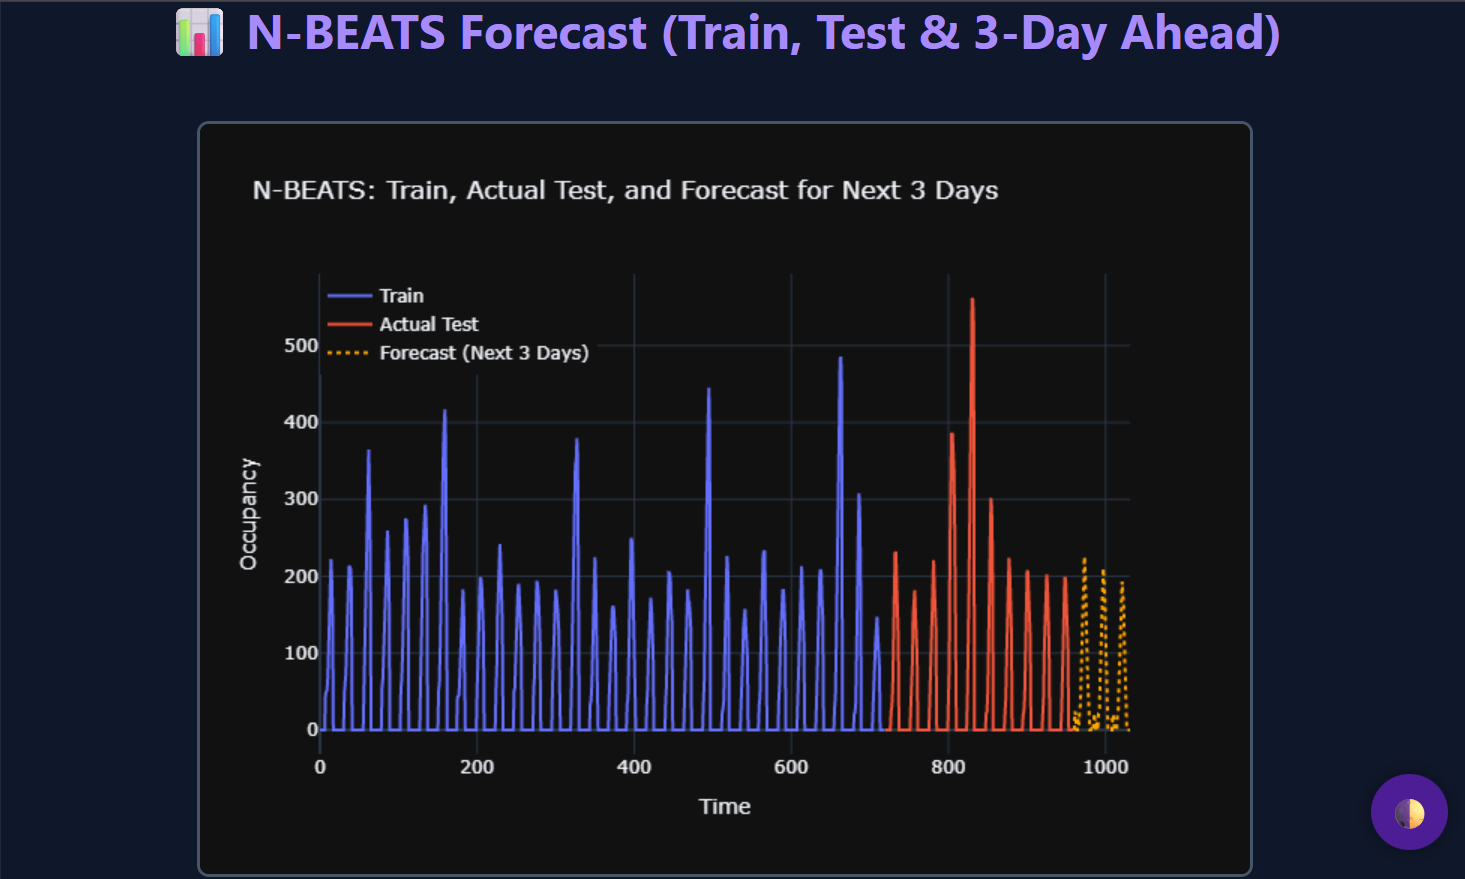 N-BEATS Forecast (Train, Test & 3-Day Ahead)
N-BEATS: Train, Actual Test, and Forecast for Next 3 Days
Train
Actual Test
Forecast (Next 3 Days)
500
400
300
200
100
0
Occupancy
0 200 400 600 800 1000
Time